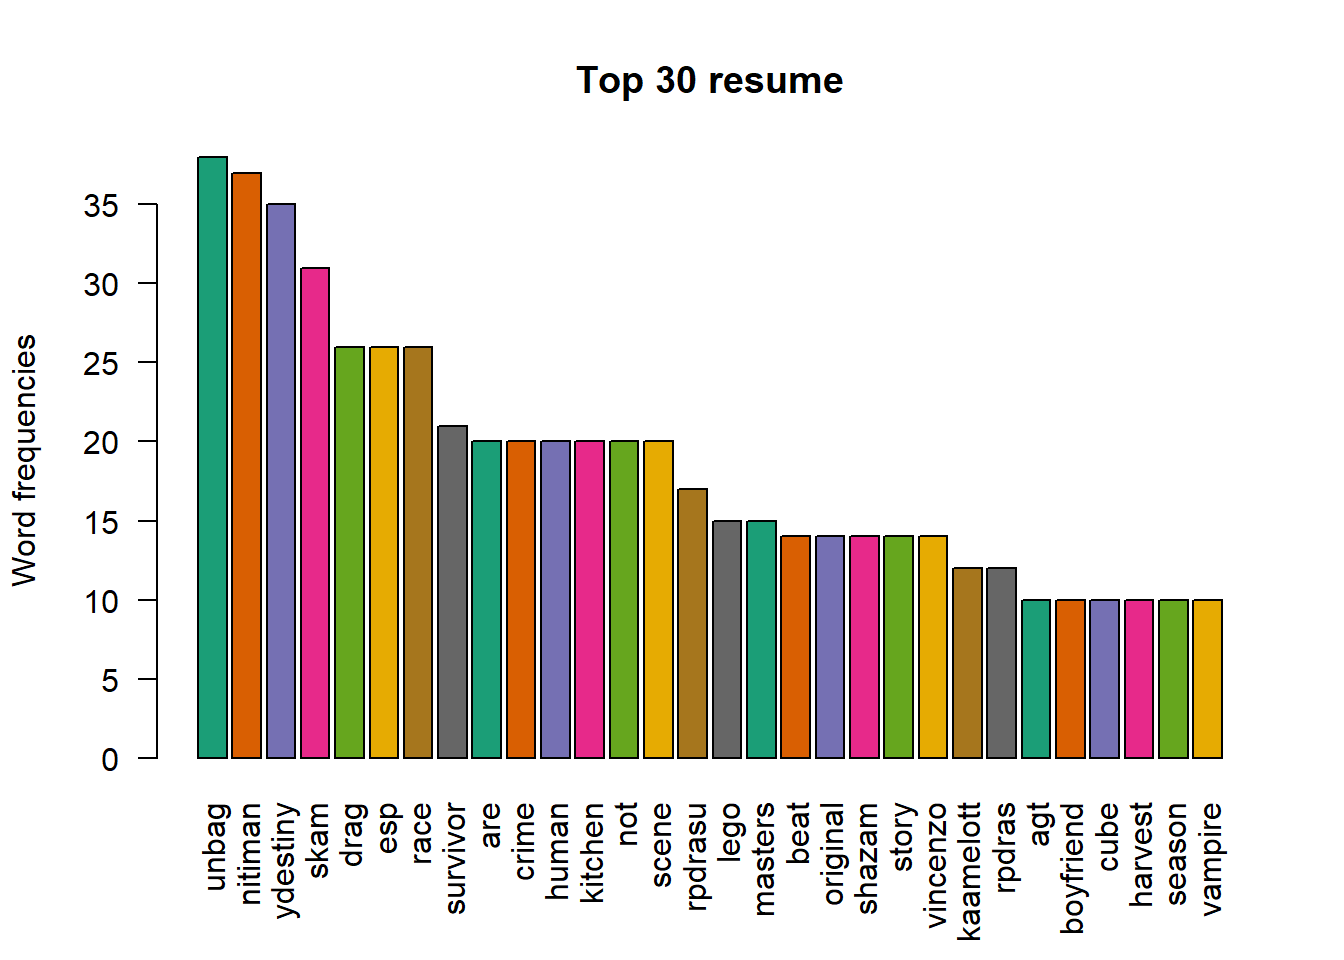 Top 30 resume
Word frequencies
35
30
25
20
15
10
5
0
unbag
nitiman
ydestiny
skam
drag
esp
race
survivor
are
crime
human
kitchen
not
scene
rpdrasu
lego
masters
beat
original
shazam
story
vincenzo
kaamelott
rpdras
agt
boyfriend
cube
harvest
season
vampire